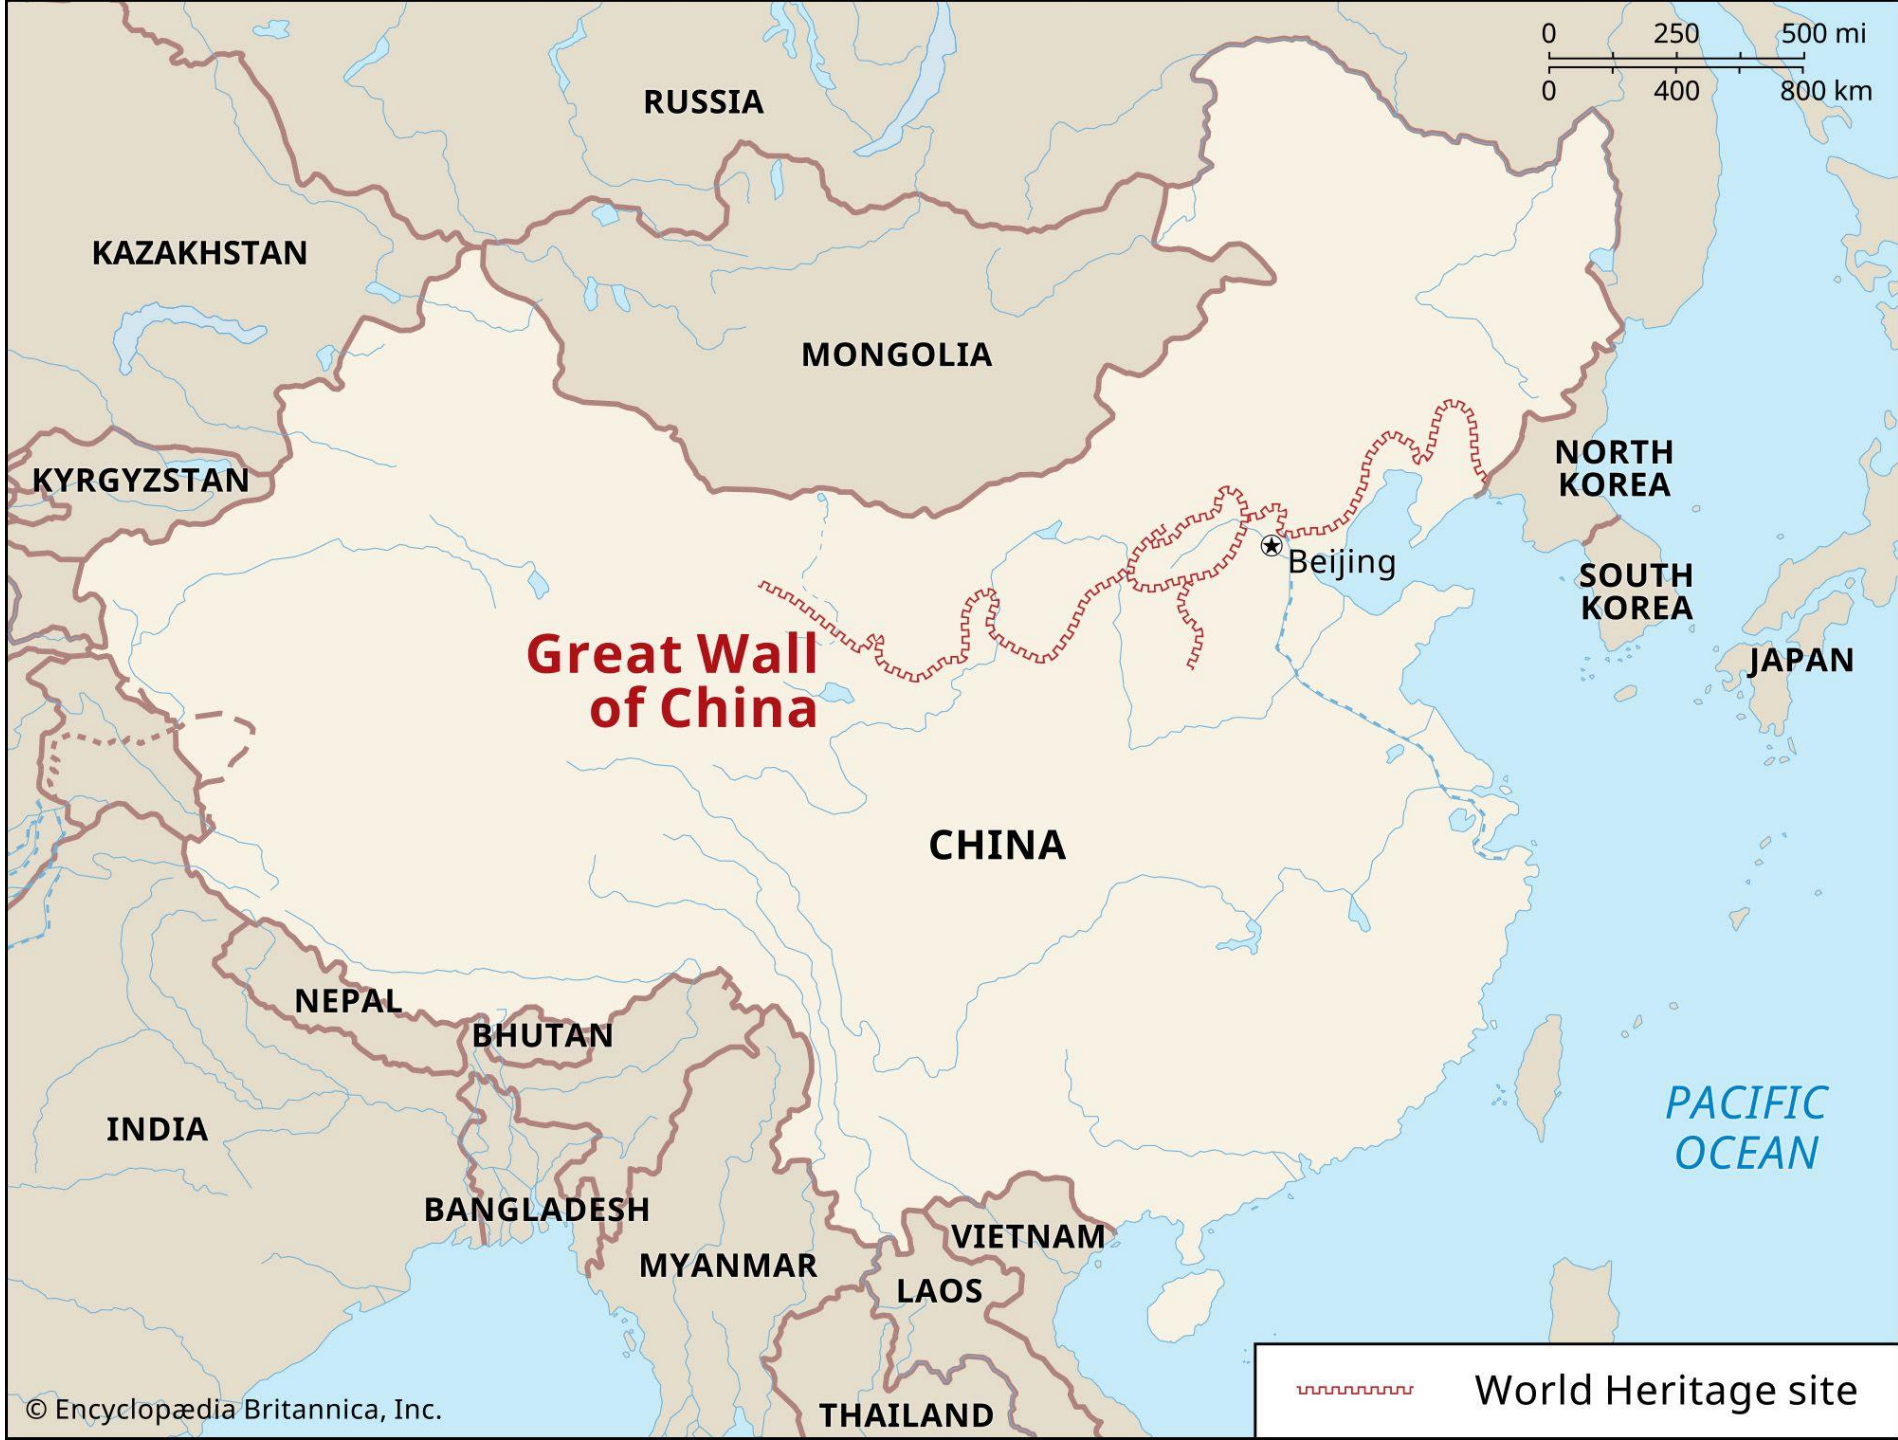 0 250 500 mi
0 400 800 km
RUSSIA
KAZAKHSTAN
MONGOLIA
KYRGYZSTAN
NORTH
KOREA
Beijing
SOUTH
KOREA
Great Wall
of China
JAPAN
CHINA
NEPAL
BHUTAN
INDIA
PACIFIC
OCEAN
BANGLADESH
VIETNAM
MYANMAR
LAOS
THAILAND
World Heritage site
© Encyclopædia Britannica, Inc.